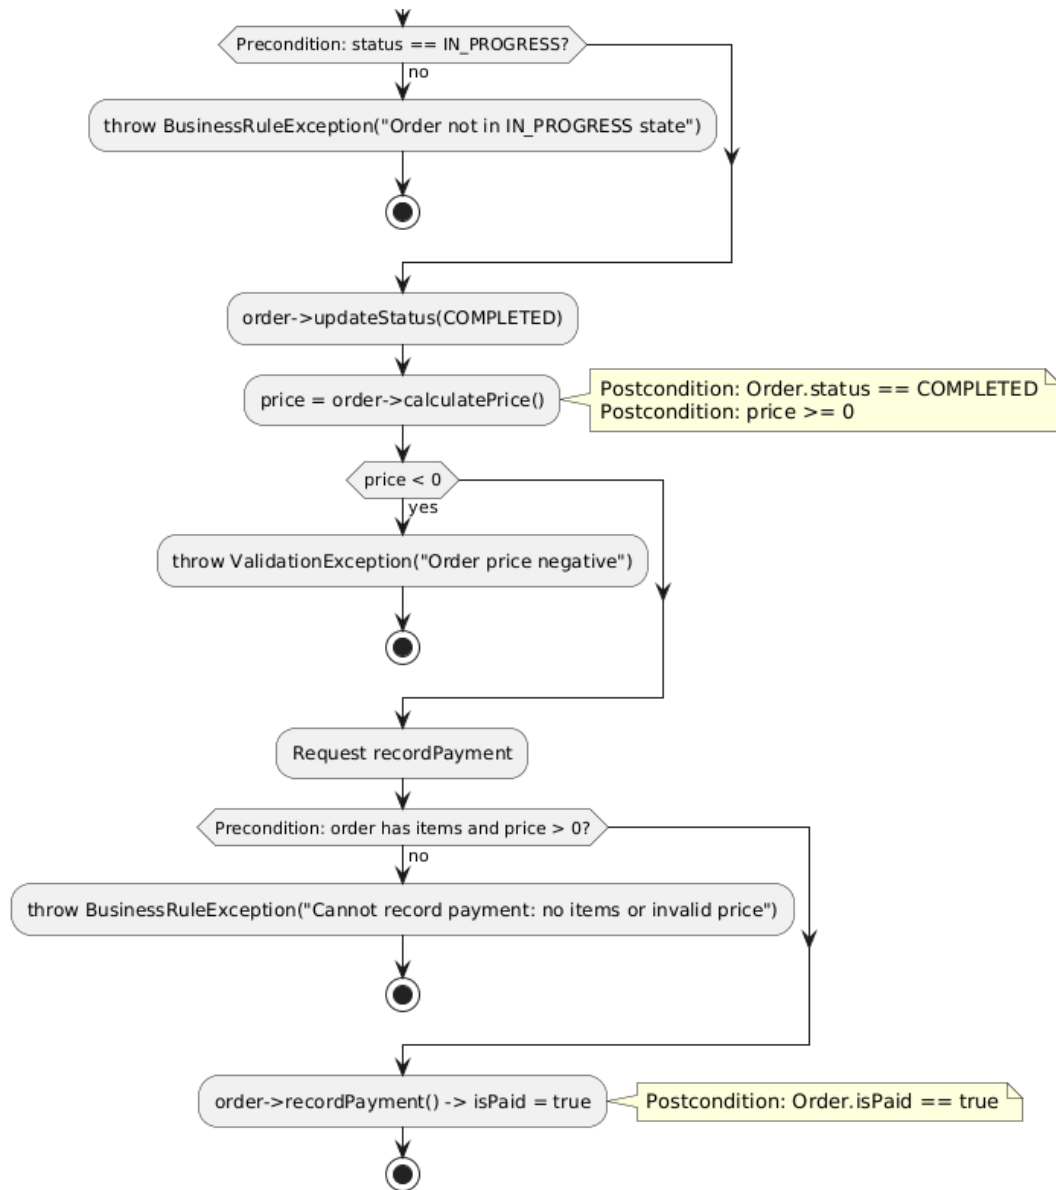 Precondition: status == IN_PROGRESS?
no
throw BusinessRuleException("Order not in IN_PROGRESS state")
order->updateStatus(COMPLETED)
price = order->calculatePrice()
Postcondition: Order.status == COMPLETED
Postcondition: price >= 0
price < 0
yes
throw ValidationException("Order price negative")
Request recordPayment
Precondition: order has items and price > 0?
no
throw BusinessRuleException("Cannot record payment: no items or invalid price")
order->recordPayment() -> isPaid = true
Postcondition: Order.isPaid == true